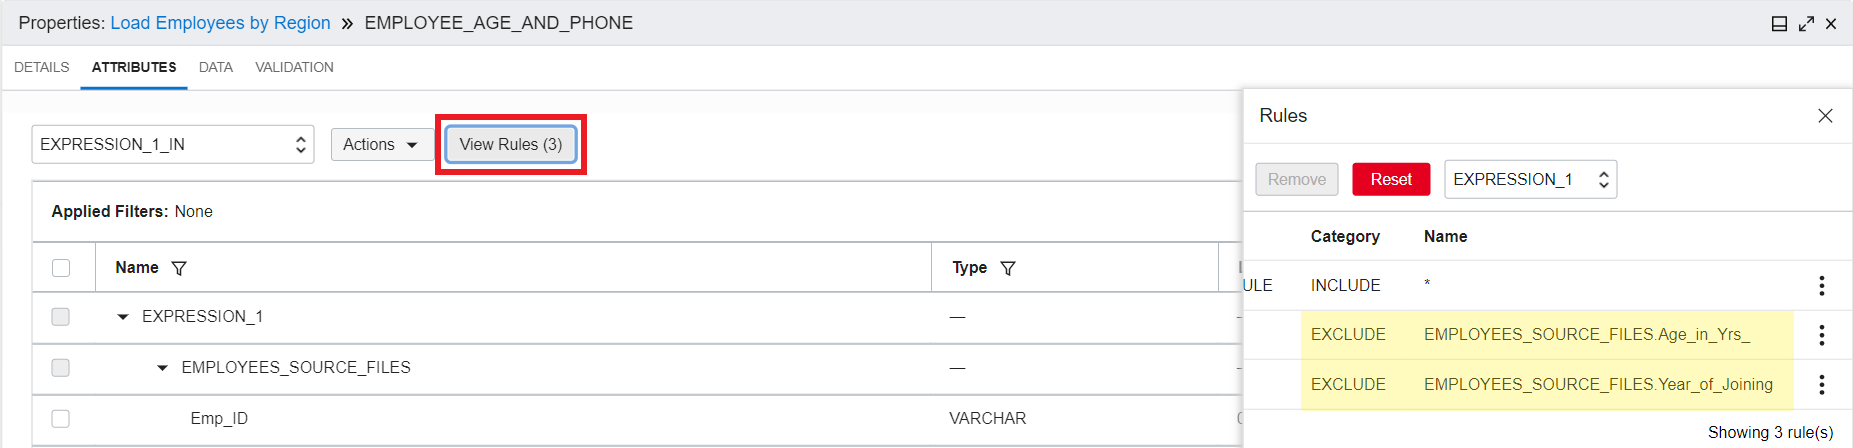 Properties: Load Employees by Region » EMPLOYEE_AGE_AND_PHONE
DETAILS ATTRIBUTES DATA VALIDATION
EXPRESSION_1_IN Actions View Rules (3)
Applied Filters: None
Name Type
EXPRESSION_1 —
EMPLOYEES_SOURCE_FILES —
Emp_ID VARCHAR
Rules
Remove Reset EXPRESSION_1
Category Name
ULE INCLUDE *
EXCLUDE EMPLOYEES_SOURCE_FILES.Age_in_Yrs_
EXCLUDE EMPLOYEES_SOURCE_FILES.Year_of_Joining
Showing 3 rule(s)